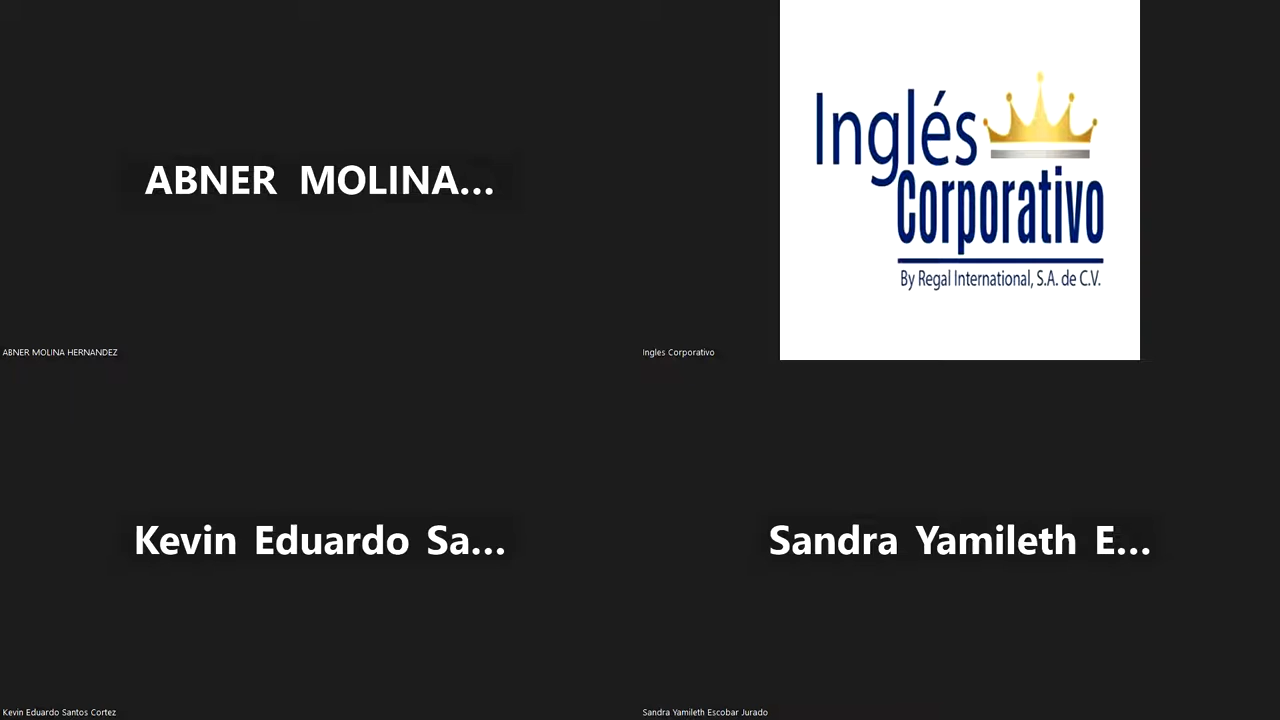 ABNER MOLINA...
ABNER MOLINA HERNANDEZ
Inglés
Corporativo
By Regal International, S.A. de C.V.
Ingles Corporativo
Kevin Eduardo Sa...
Kevin Eduardo Santos Cortez
Sandra Yamileth E...
Sandra Yamileth Escobar Jurado